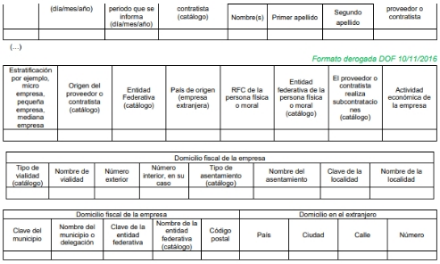 (día/mes/año)
periodo que se
informa
(día/mes/año)
contratista
(catálogo)
Nombre(s)
Primer apellido
Segundo
apellido
proveedor o
contratista
(...)
Formato derogada DOF 10/11/2016
Estratificación
por ejemplo,
micro
empresa,
pequeña
empresa,
mediana
empresa
Origen del
proveedor o
contratista
(catálogo)
Entidad
Federativa
(catálogo)
País de origen
(empresa
extranjera)
RFC de la
persona física
o moral
Entidad
federativa de la
persona física
o moral
(catálogo)
El proveedor o
contratista
realiza
subcontratacio
nes
(catálogo)
Actividad
económica de
la empresa
Domicilio fiscal de la empresa
Tipo de
vialidad
(catálogo)
Nombre de
vialidad
Número
exterior
Número
interior, en su
caso
Tipo de
asentamiento
(catálogo)
Nombre del
asentamiento
Clave de la
localidad
Nombre de la
localidad
Domicilio fiscal de la empresa
Domicilio en el extranjero
Clave del
municipio
Nombre del
municipio o
delegación
Clave de la
entidad
federativa
Nombre de la
entidad
federativa
(catálogo)
Código
postal
País
Ciudad
Calle
Número